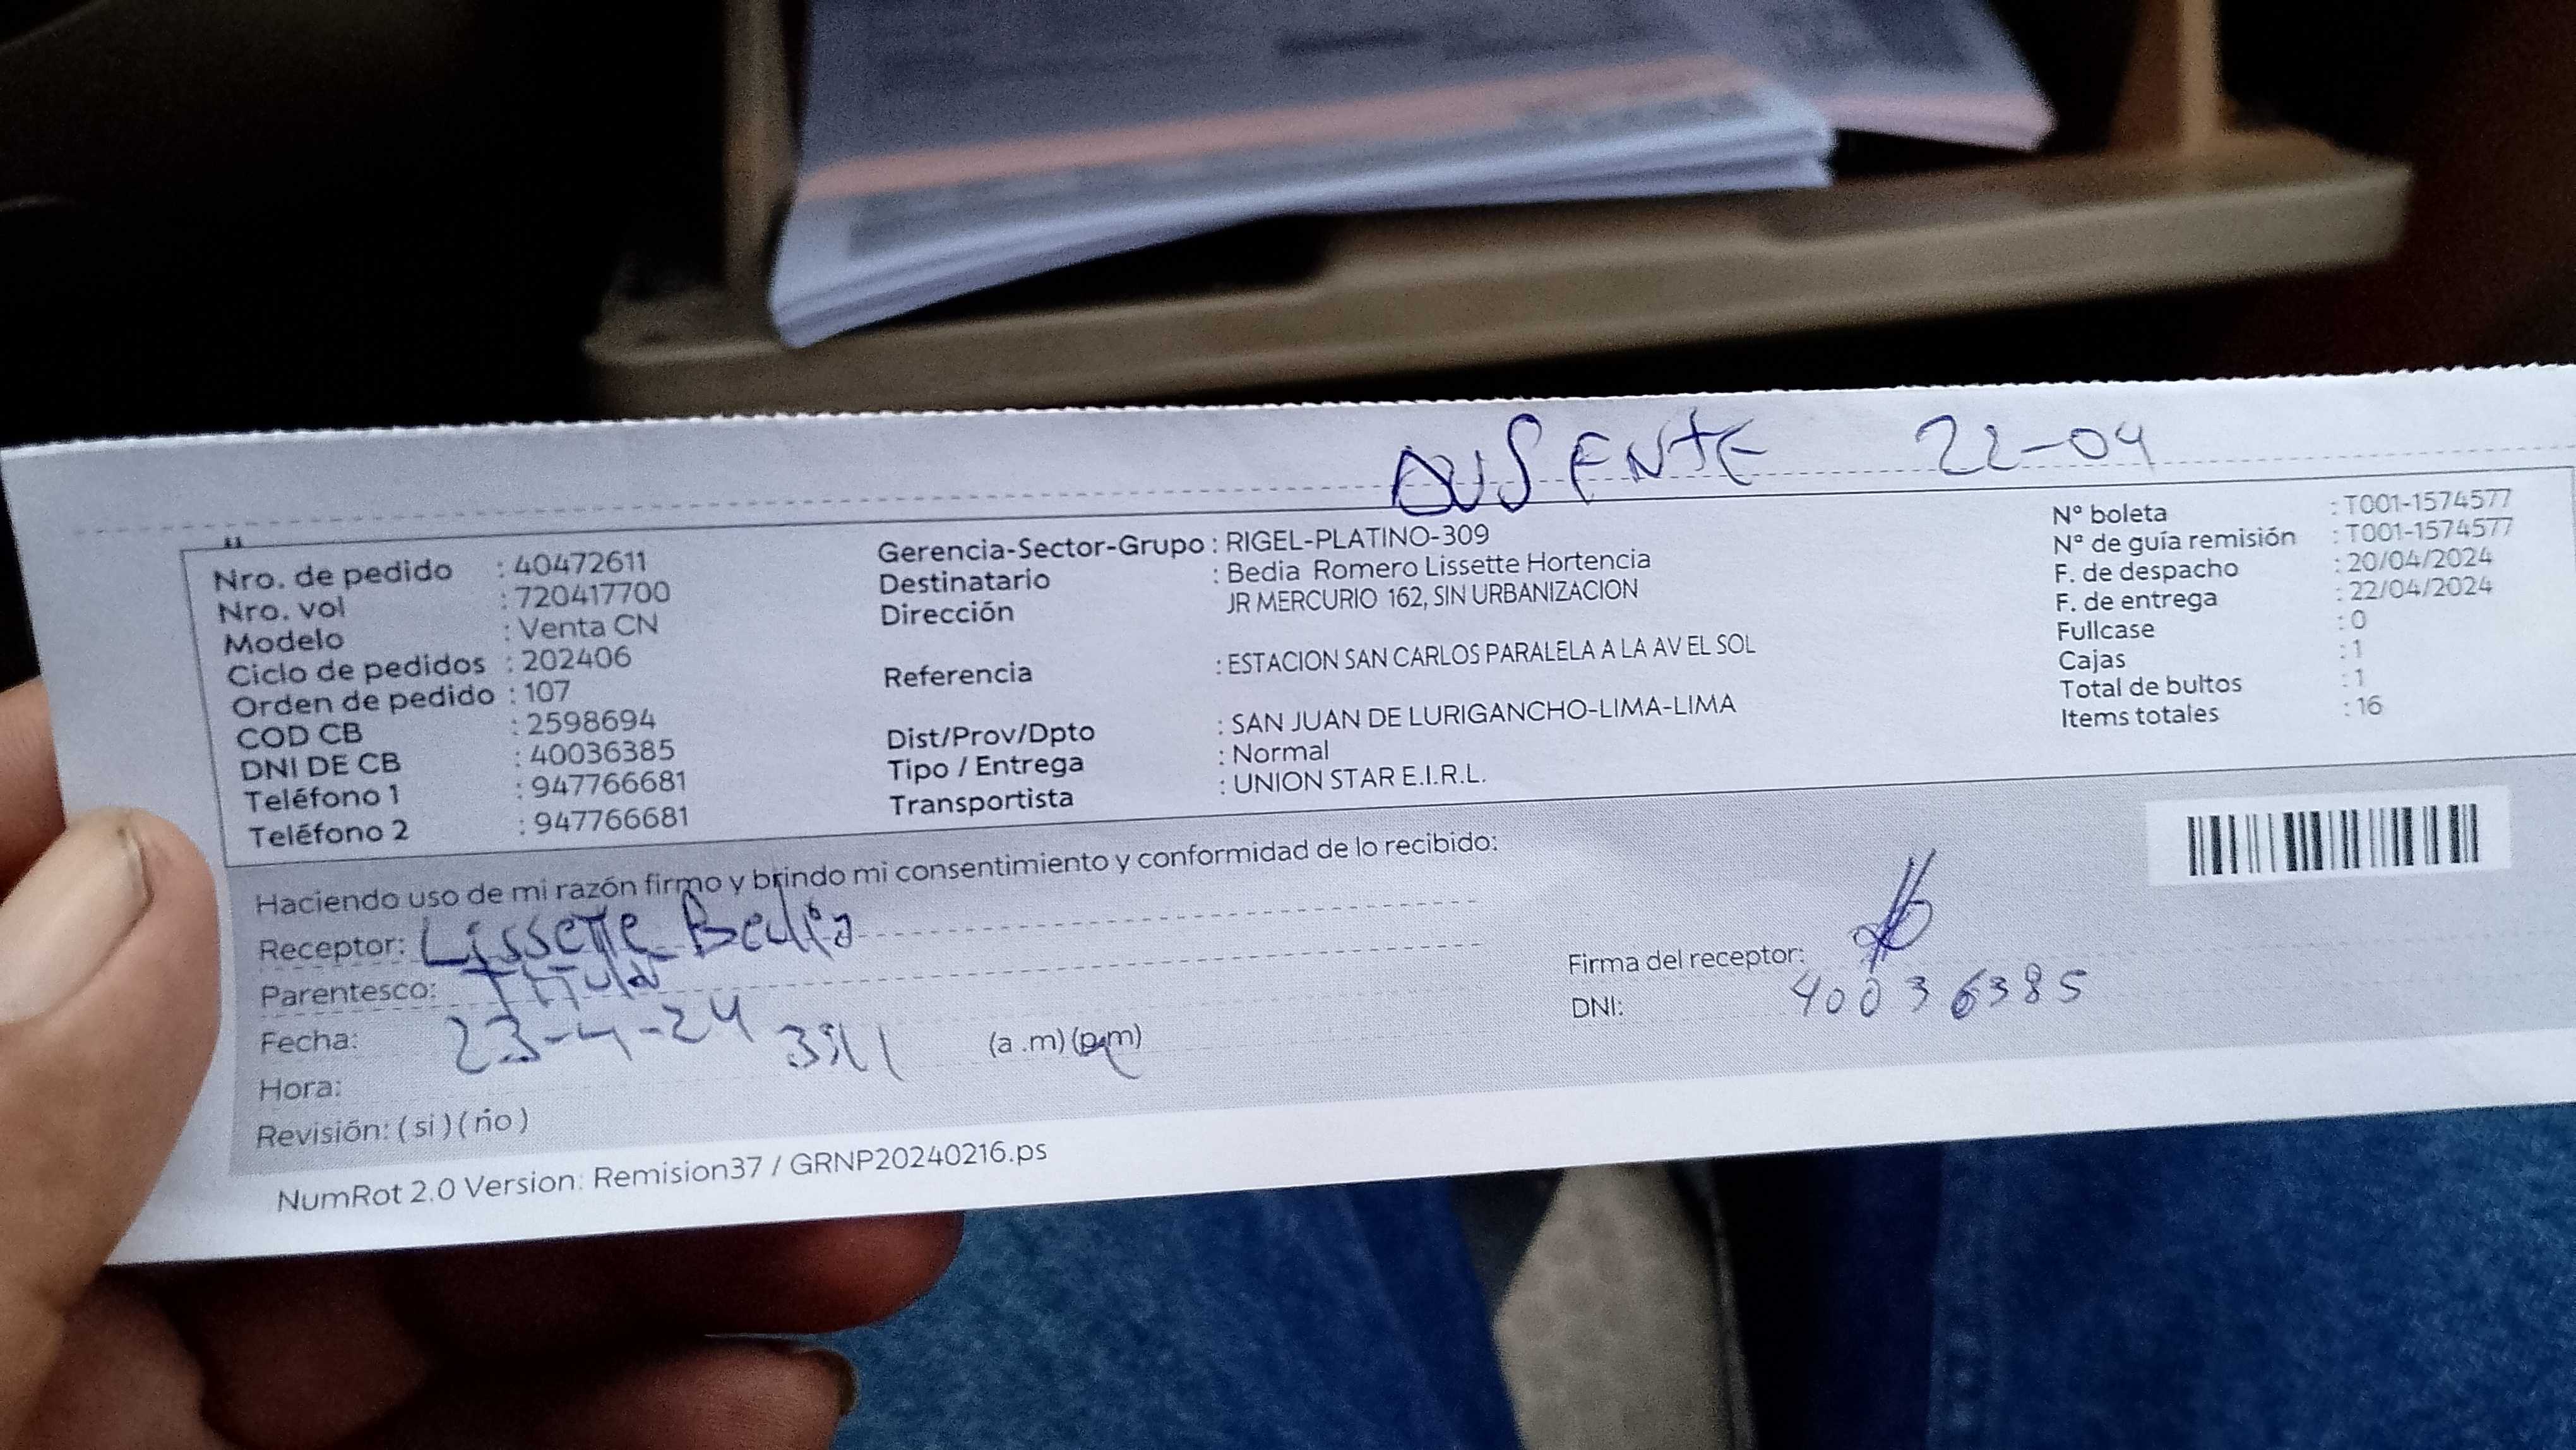 AUSENTE 22-04
Nro. de pedido : 40472611
Nro. vol : 720417700
Modelo : Venta CN
Ciclo de pedidos : 202406
Orden de pedido : 107
COD CB : 2598694
DNI DE CB : 40036385
Teléfono 1 : 947766681
Teléfono 2 : 947766681
Gerencia-Sector-Grupo : RIGEL-PLATINO-309
Destinatario : Bedia Romero Lissette Hortencia
Dirección JR MERCURIO 162, SIN URBANIZACION
Referencia : ESTACION SAN CARLOS PARALELA A LA AV EL SOL
Dist/Prov/Dpto : SAN JUAN DE LURIGANCHO-LIMA-LIMA
Tipo / Entrega : Normal
Transportista : UNION STAR E.I.R.L.
N° boleta : T001-1574577
N° de guía remisión : T001-1574577
F. de despacho : 20/04/2024
F. de entrega : 22/04/2024
Fullcase : 0
Cajas : 1
Total de bultos : 1
Items totales : 16
Haciendo uso de mi razón firmo y brindo mi consentimiento y conformidad de lo recibido:
Receptor: Lissette Bedia
Parentesco: Titular
Fecha: 23-4-24
Hora: (a .m) (p.m)
Revisión: ( si ) ( no )
Firma del receptor:
DNI: 40036385
NumRot 2.0 Version: Remision37 / GRNP20240216.ps